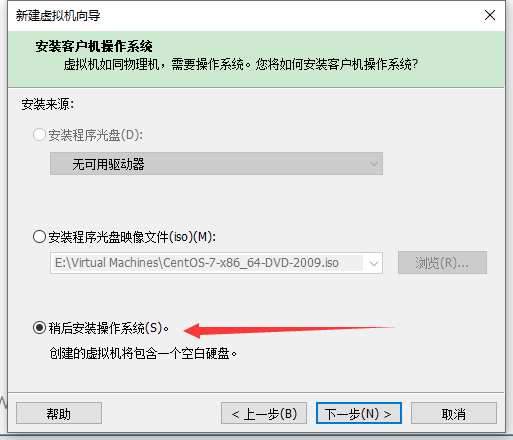 新建虚拟机向导
安装客户机操作系统
虚拟机如同物理机，需要操作系统。您将如何安装客户机操作系统?
安装来源:
安装程序光盘(D):
无可用驱动器
安装程序光盘映像文件(iso)(M):
E:\Virtual Machines\CentOS-7-x86_64-DVD-2009.iso
浏览(R)...
稍后安装操作系统(S)。
创建的虚拟机将包含一个空白硬盘。
帮助
< 上一步(B)
下一步(N) >
取消